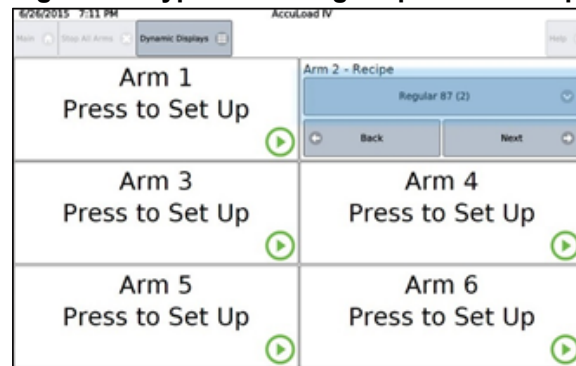 6/26/2015 7:11 PM AccuLoad IV
Main Stop All Arms Dynamic Displays Help
Arm 1
Press to Set Up
Arm 2 - Recipe
Regular 87 (2)
Back Next
Arm 3
Press to Set Up
Arm 4
Press to Set Up
Arm 5
Press to Set Up
Arm 6
Press to Set Up